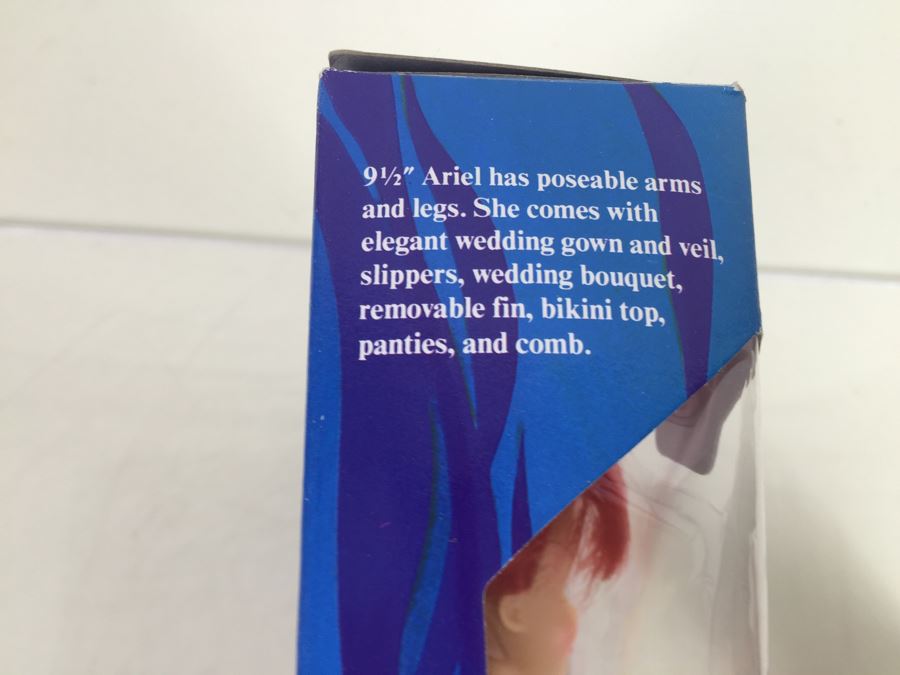 9½″ Ariel has poseable arms
and legs. She comes with
elegant wedding gown and veil,
slippers, wedding bouquet,
removable fin, bikini top,
panties, and comb.